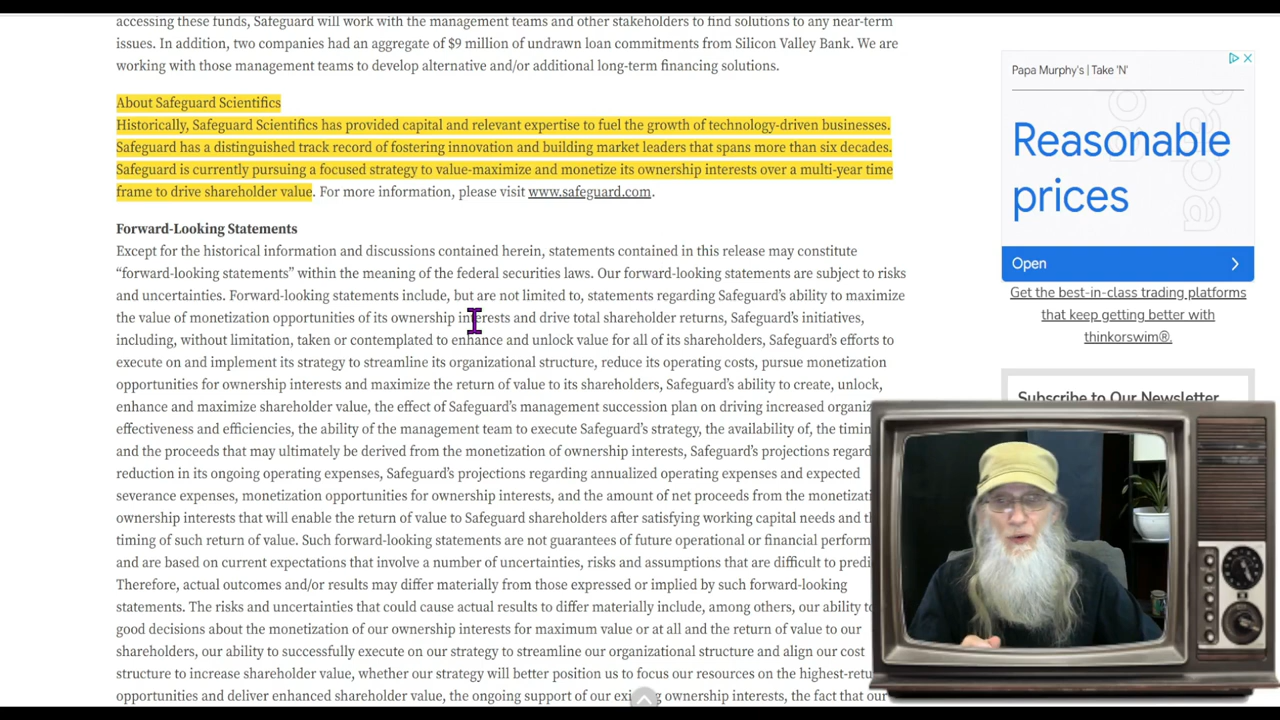 accessing these funds, Safeguard will work with the management teams and other stakeholders to find solutions to any near-term
issues. In addition, two companies had an aggregate of $9 million of undrawn loan commitments from Silicon Valley Bank. We are
working with those management teams to develop alternative and/or additional long-term financing solutions.
About Safeguard Scientifics
Historically, Safeguard Scientifics has provided capital and relevant expertise to fuel the growth of technology-driven businesses.
Safeguard has a distinguished track record of fostering innovation and building market leaders that spans more than six decades.
Safeguard is currently pursuing a focused strategy to value-maximize and monetize its ownership interests over a multi-year time
frame to drive shareholder value. For more information, please visit www.safeguard.com.
Forward-Looking Statements
Except for the historical information and discussions contained herein, statements contained in this release may constitute
“forward-looking statements” within the meaning of the federal securities laws. Our forward-looking statements are subject to risks
and uncertainties. Forward-looking statements include, but are not limited to, statements regarding Safeguard’s ability to maximize
the value of monetization opportunities of its ownership interests and drive total shareholder returns, Safeguard’s initiatives,
including, without limitation, taken or contemplated to enhance and unlock value for all of its shareholders, Safeguard’s efforts to
execute on and implement its strategy to streamline its organizational structure, reduce its operating costs, pursue monetization
opportunities for ownership interests and maximize the return of value to its shareholders, Safeguard’s ability to create, unlock,
enhance and maximize shareholder value, the effect of Safeguard’s management succession plan on driving increased organiz
effectiveness and efficiencies, the ability of the management team to execute Safeguard’s strategy, the availability of, the timin
and the proceeds that may ultimately be derived from the monetization of ownership interests, Safeguard’s projections regard
reduction in its ongoing operating expenses, Safeguard’s projections regarding annualized operating expenses and expected
severance expenses, monetization opportunities for ownership interests, and the amount of net proceeds from the monetizati
ownership interests that will enable the return of value to Safeguard shareholders after satisfying working capital needs and th
timing of such return of value. Such forward-looking statements are not guarantees of future operational or financial perform
and are based on current expectations that involve a number of uncertainties, risks and assumptions that are difficult to predi
Therefore, actual outcomes and/or results may differ materially from those expressed or implied by such forward-looking
statements. The risks and uncertainties that could cause actual results to differ materially include, among others, our ability to
good decisions about the monetization of our ownership interests for maximum value or at all and the return of value to our
shareholders, our ability to successfully execute on our strategy to streamline our organizational structure and align our cost
structure to increase shareholder value, whether our strategy will better position us to focus our resources on the highest-retu
opportunities and deliver enhanced shareholder value, the ongoing support of our existing ownership interests, the fact that our
Papa Murphy's | Take 'N'
Reasonable
prices
Open
Get the best-in-class trading platforms
that keep getting better with
thinkorswim®.
Subscribe to Our Newsletter